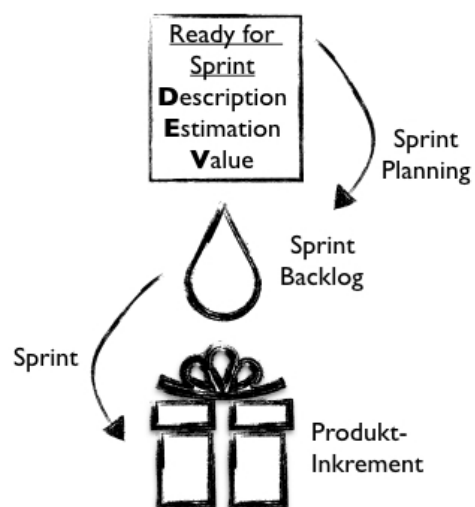 Ready for
Sprint
Description
Estimation
Value
Sprint
Planning
Sprint
Backlog
Sprint
Produkt-
Inkrement